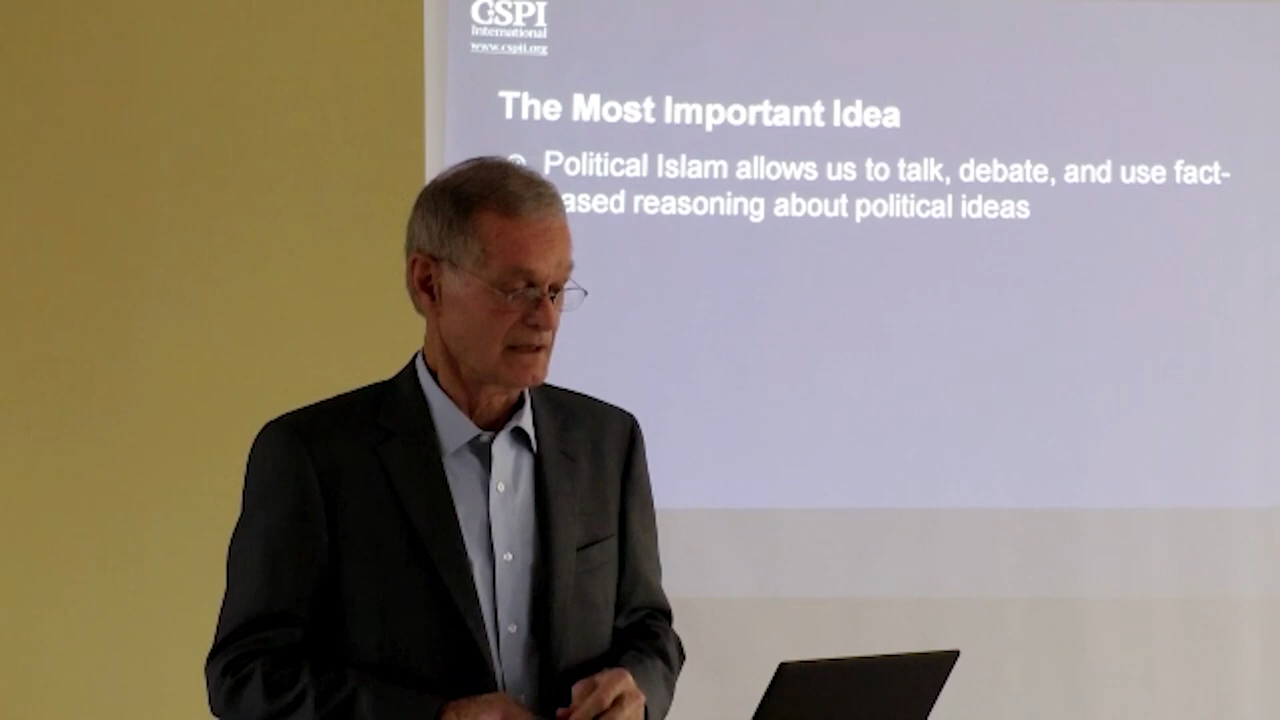 CSPI
International
www.cspii.org
The Most Important Idea
Political Islam allows us to talk, debate, and use fact-
ased reasoning about political ideas